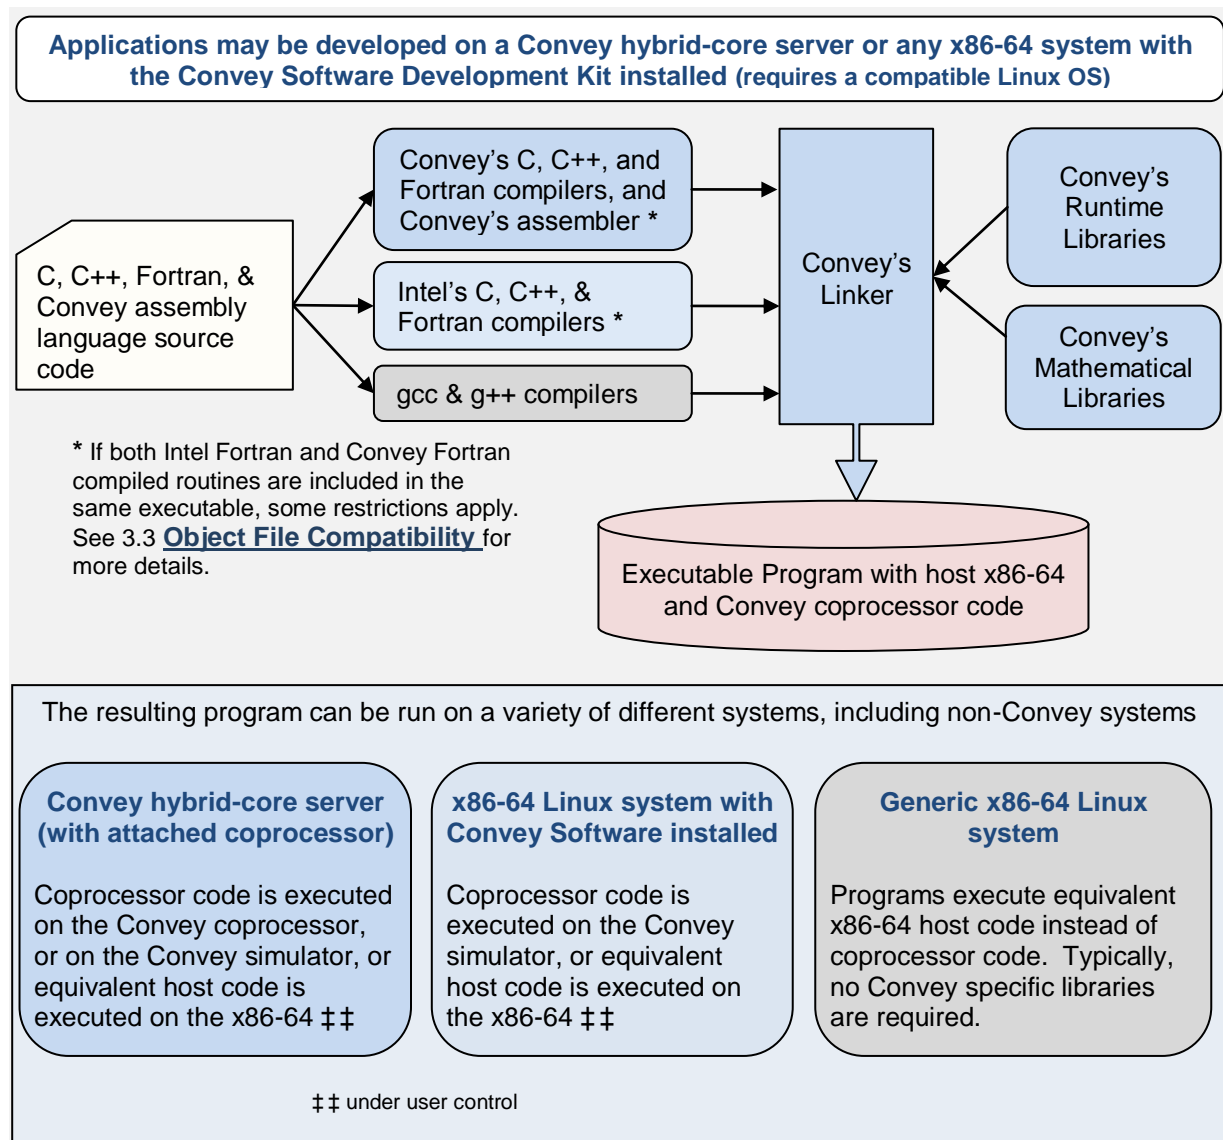 Applications may be developed on a Convey hybrid-core server or any x86-64 system with
the Convey Software Development Kit installed (requires a compatible Linux OS)
C, C++, Fortran, &
Convey assembly
language source
code
Convey's C, C++, and
Fortran compilers, and
Convey's assembler *
Intel's C, C++, &
Fortran compilers *
gcc & g++ compilers
Convey's
Linker
Convey's
Runtime
Libraries
Convey's
Mathematical
Libraries
* If both Intel Fortran and Convey Fortran
compiled routines are included in the
same executable, some restrictions apply.
See 3.3 Object File Compatibility for
more details.
Executable Program with host x86-64
and Convey coprocessor code
The resulting program can be run on a variety of different systems, including non-Convey systems
Convey hybrid-core server
(with attached coprocessor)
Coprocessor code is executed
on the Convey coprocessor,
or on the Convey simulator, or
equivalent host code is
executed on the x86-64 ‡‡
x86-64 Linux system with
Convey Software installed
Coprocessor code is
executed on the Convey
simulator, or equivalent
host code is executed on
the x86-64 ‡‡
Generic x86-64 Linux
system
Programs execute equivalent
x86-64 host code instead of
coprocessor code. Typically,
no Convey specific libraries
are required.
‡‡ under user control